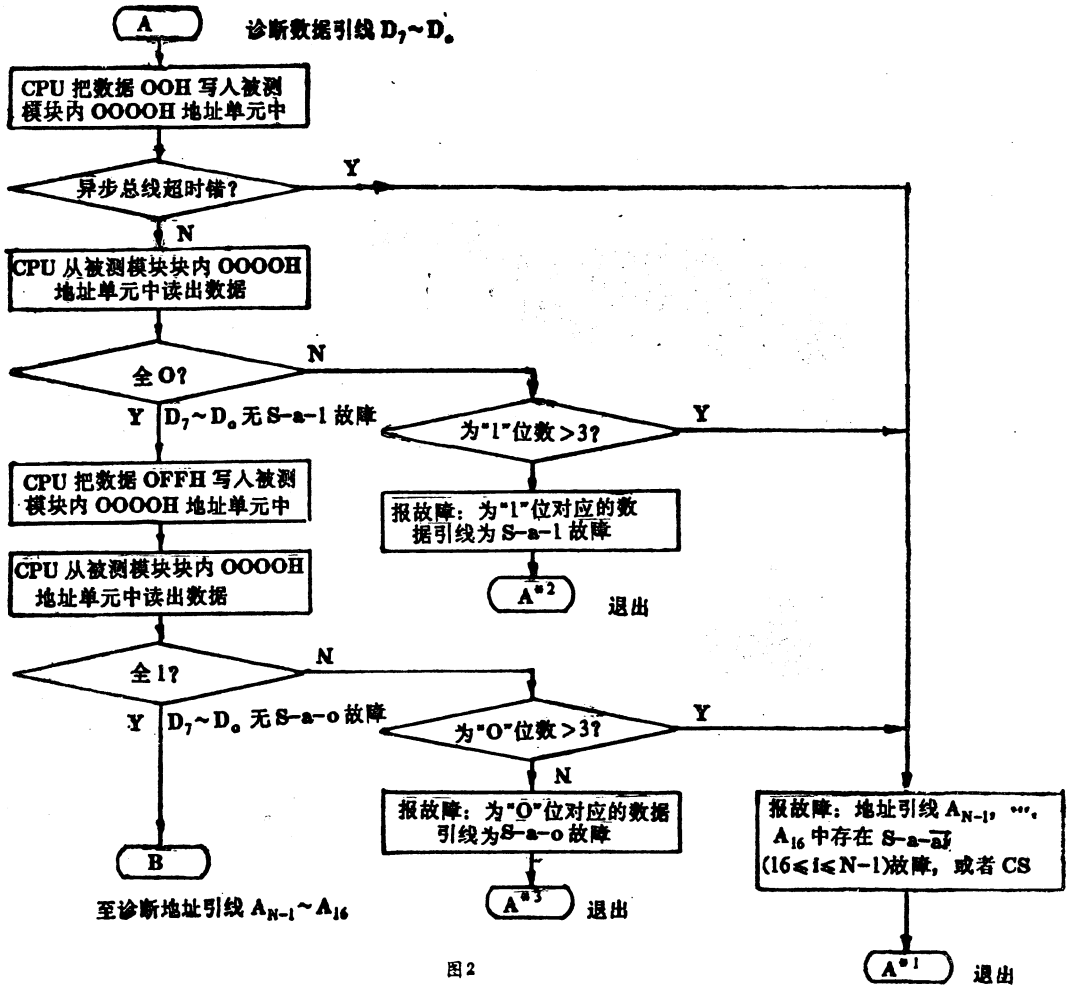 A
诊断数据引线 D₇~D₀
CPU 把数据 OOH 写人被测
模块内 OOOOH 地址单元中
异步总线超时错?
Y
N
CPU 从被测模块块内 OOOOH
地址单元中读出数据
全 O?
N
Y
D₇~D₀ 无 S-a-1 故障
为"1"位数>3?
Y
CPU 把数据 OFFH 写人被测
模块内 OOOOH 地址单元中
报故障: 为"1"位对应的数
据引线为 S-a-1 故障
CPU 从被测模块块内 OOOOH
地址单元中读出数据
A*2
退出
全 1?
N
Y
D₇~D₀ 无 S-a-o 故障
为"O"位数>3?
Y
N
报故障: 为"O"位对应的数据
引线为 S-a-o 故障
报故障: 地址引线 A_{N-1}, …,
A₁₆ 中存在 S-a-
(16≤i≤N-1)故障, 或者 CS
B
A*3
退出
至诊断地址引线 A_{N-1}~A₁₆
图2
A*1
退出